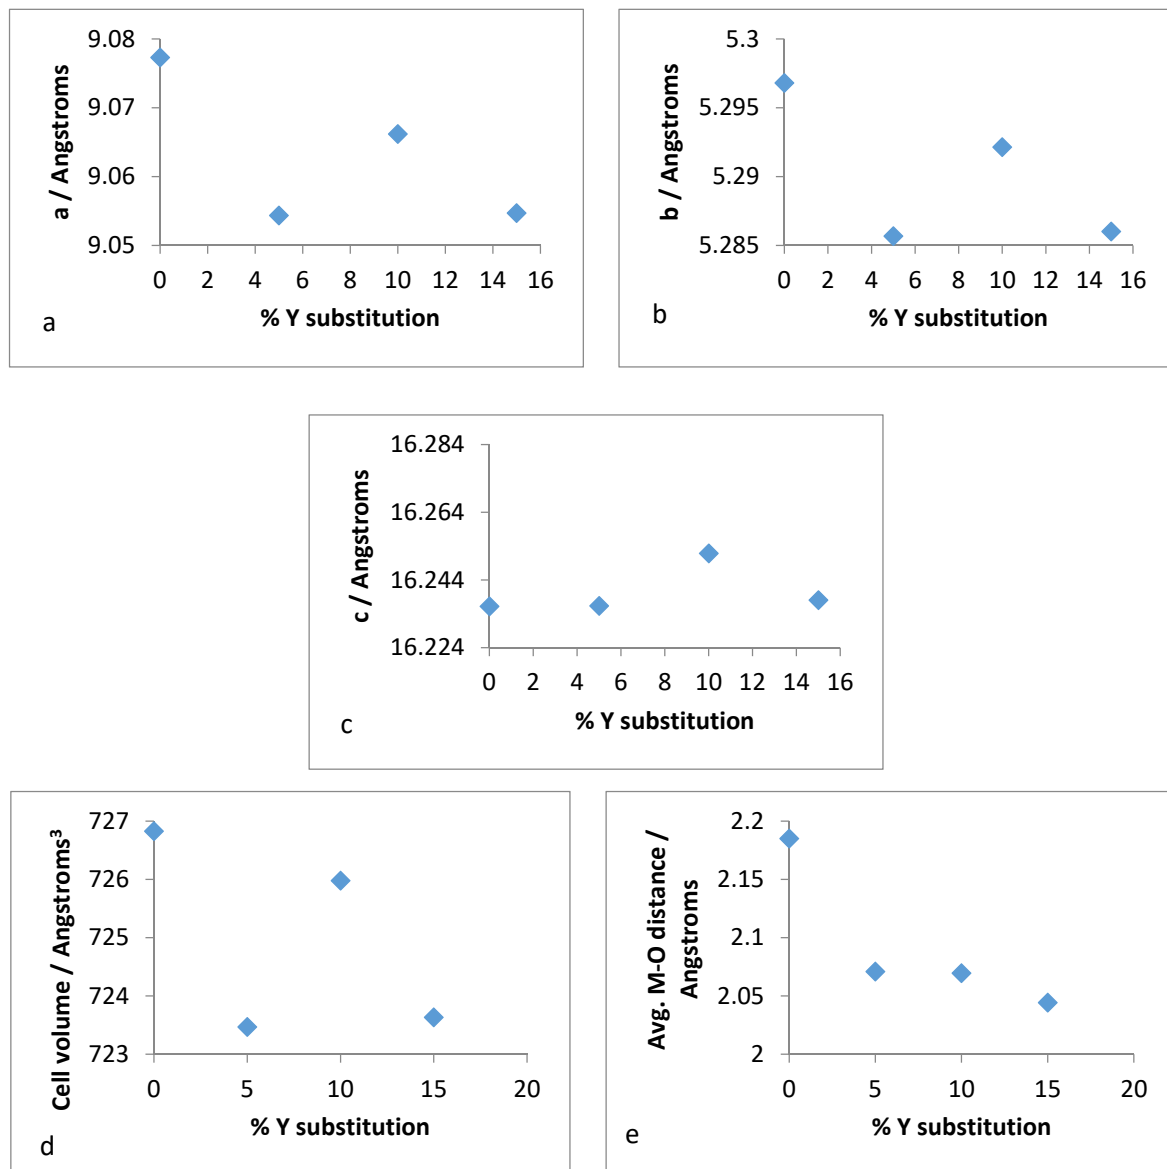 9.08
9.07
9.06
9.05
a / Angstroms
0 2 4 6 8 10 12 14 16
% Y substitution
a
5.3
5.295
5.29
5.285
b / Angstroms
0 2 4 6 8 10 12 14 16
% Y substitution
b
16.284
16.264
16.244
16.224
c / Angstroms
0 2 4 6 8 10 12 14 16
% Y substitution
c
727
726
725
724
723
Cell volume / Angstroms³
0 5 10 15 20
% Y substitution
d
2.2
2.15
2.1
2.05
2
Avg. M-O distance /
Angstroms
0 5 10 15 20
% Y substitution
e